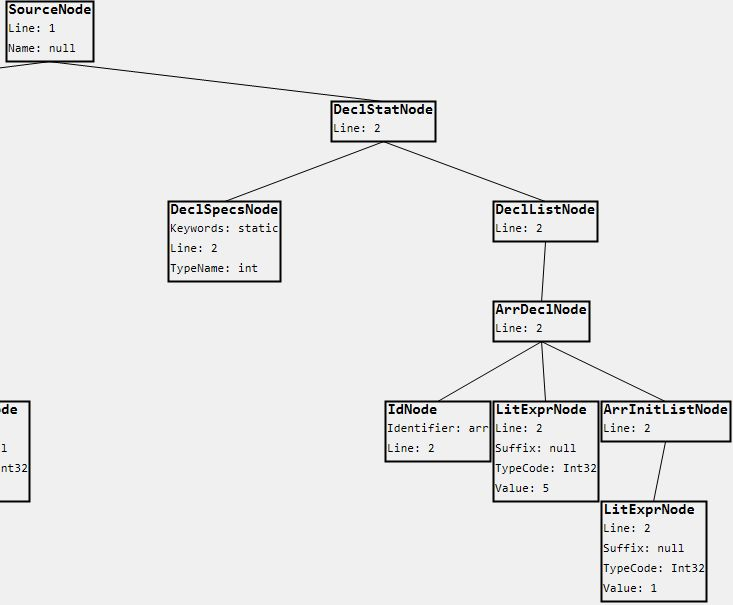 SourceNode
Line: 1
Name: null
DeclStatNode
Line: 2
DeclSpecsNode
Keywords: static
Line: 2
TypeName: int
DeclListNode
Line: 2
ArrDeclNode
Line: 2
IdNode
Identifier: arr
Line: 2
LitExprNode
Line: 2
Suffix: null
TypeCode: Int32
Value: 5
ArrInitListNode
Line: 2
LitExprNode
Line: 2
Suffix: null
TypeCode: Int32
Value: 1